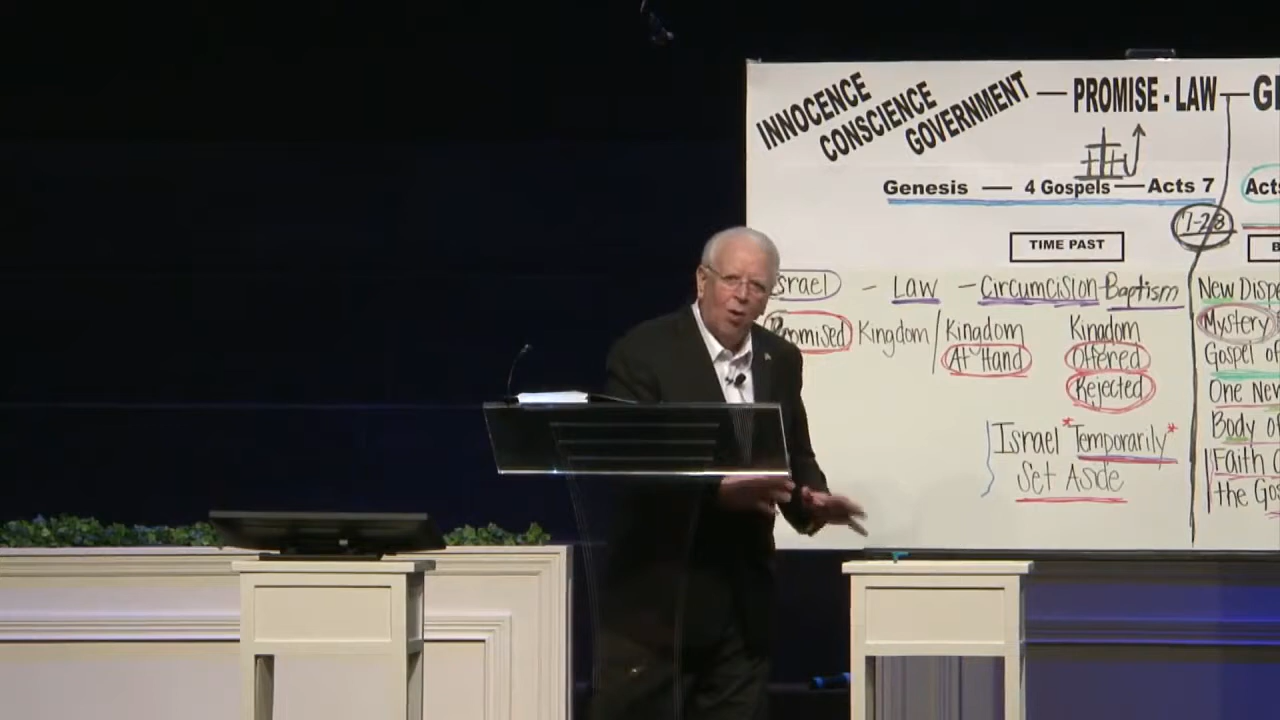 INNOCENCE
CONSCIENCE
GOVERNMENT — PROMISE - LAW —
Genesis — 4 Gospels — Acts 7
Acts
7-28
TIME PAST
Israel - Law - Circumcision - Baptism
New
Promised Kingdom / Kingdom At Hand
Kingdom Offered Rejected
Mystery
Gospel of
One New
Israel *Temporarily*
Set Aside
Body of
Faith
the